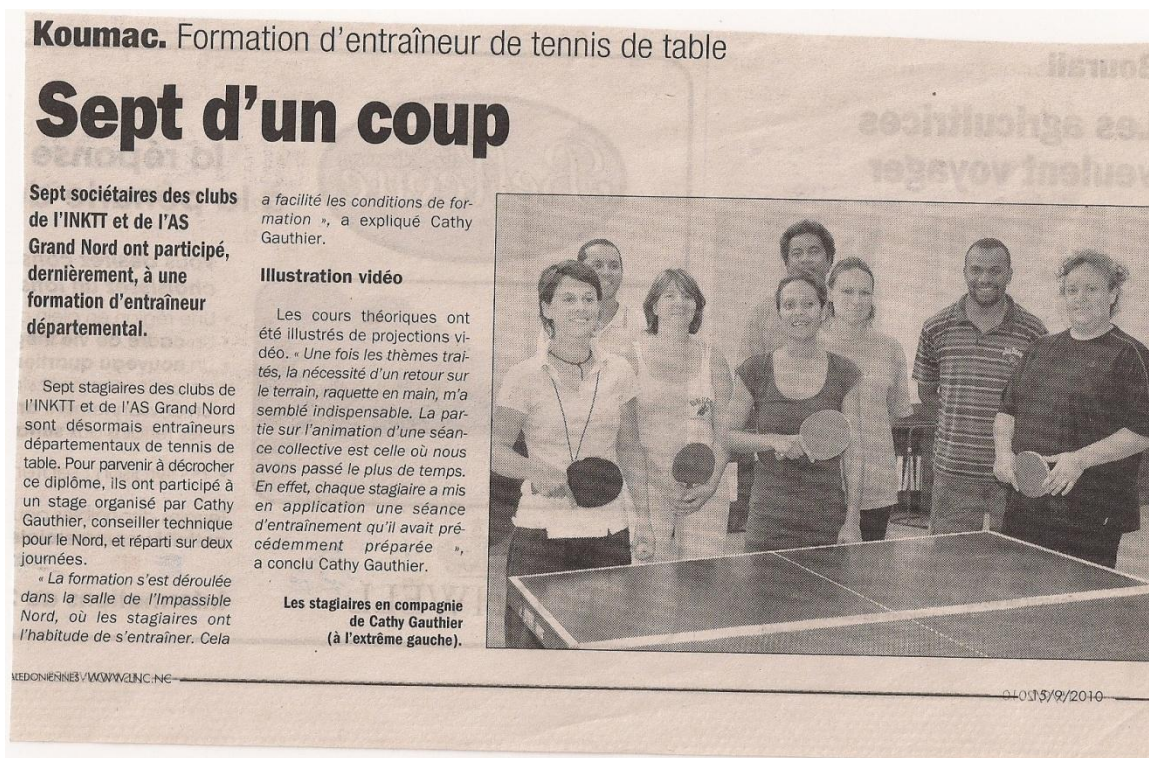 Koumac. Formation d'entraîneur de tennis de table
Sept d'un coup
Sept sociétaires des clubs
de l'INKTT et de l'AS
Grand Nord ont participé,
dernièrement, à une
formation d'entraîneur
départemental.
Sept stagiaires des clubs de
l'INKTT et de l'AS Grand Nord
sont désormais entraîneurs
départementaux de tennis de
table. Pour parvenir à décrocher
ce diplôme, ils ont participé à
un stage organisé par Cathy
Gauthier, conseiller technique
pour le Nord, et réparti sur deux
journées.
« La formation s'est déroulée
dans la salle de l'Impassible
Nord, où les stagiaires ont
l'habitude de s'entraîner. Cela
a facilité les conditions de for-
mation », a expliqué Cathy
Gauthier.
Illustration vidéo
Les cours théoriques ont
été illustrés de projections vi-
déo. « Une fois les thèmes trai-
tés, la nécessité d'un retour sur
le terrain, raquette en main, m'a
semblé indispensable. La par-
tie sur l'animation d'une séan-
ce collective est celle où nous
avons passé le plus de temps.
En effet, chaque stagiaire a mis
en application une séance
d'entraînement qu'il avait pré-
cédemment préparée »,
a conclu Cathy Gauthier.
Les stagiaires en compagnie
de Cathy Gauthier
(à l'extrême gauche).
WWW.LNC.NC
15/9/2010